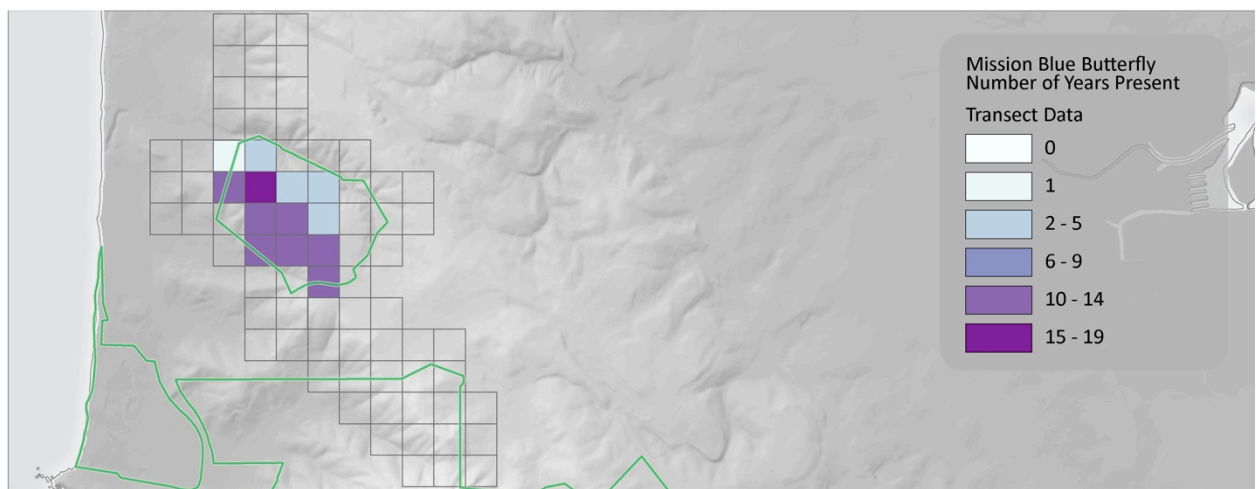 Mission Blue Butterfly
Number of Years Present
Transect Data
0
1
2 - 5
6 - 9
10 - 14
15 - 19